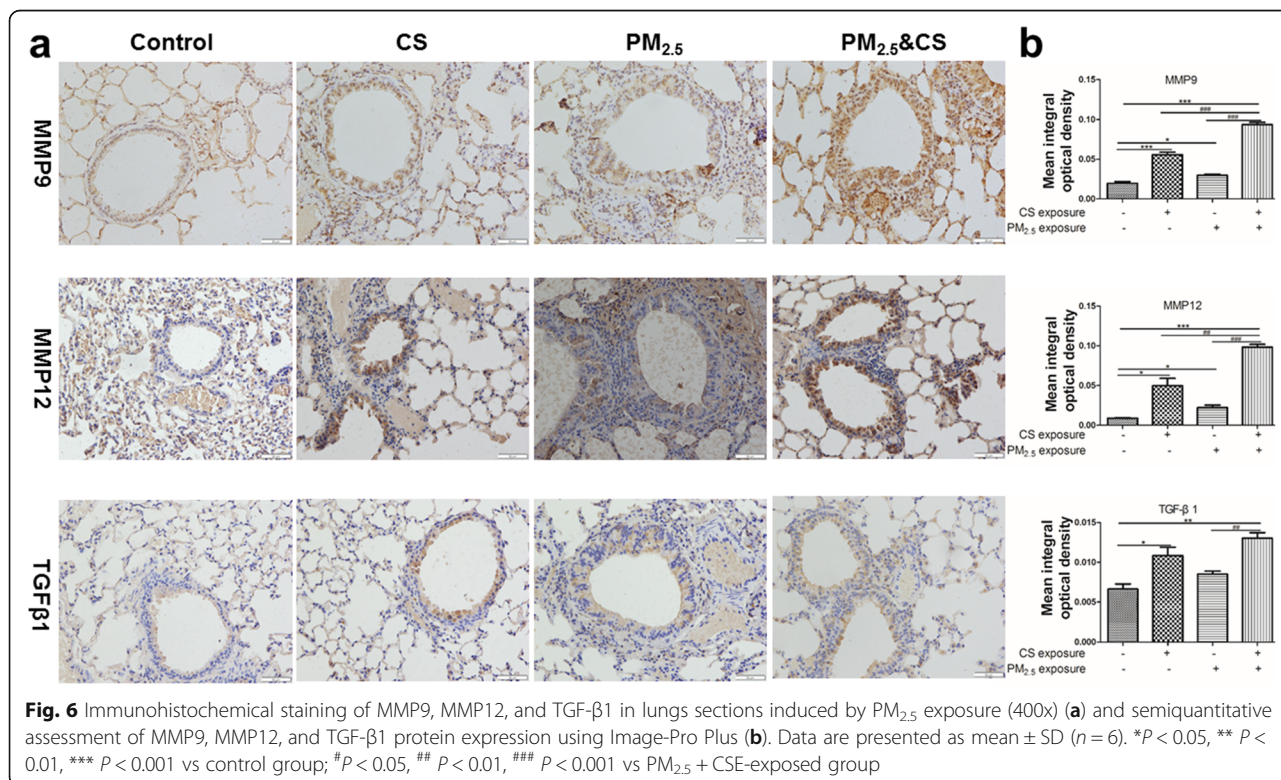 a
Control CS PM2.5 PM2.5&CS
b
MMP9
MMP12
TGFβ1
MMP9
Mean integral
optical density
0.15
0.10
0.05
0.00
***
###
###
*
***
CS exposure - + - +
PM2.5 exposure - - + +
MMP12
Mean integral
optical density
0.15
0.10
0.05
0.00
***
##
###
*
*
CS exposure - + - +
PM2.5 exposure - - + +
TGF-β 1
Mean integral
optical density
0.015
0.010
0.005
0.000
**
##
*
CS exposure - + - +
PM2.5 exposure - - + +
Fig. 6 Immunohistochemical staining of MMP9, MMP12, and TGF-β1 in lungs sections induced by PM2.5 exposure (400x) (a) and semiquantitative
assessment of MMP9, MMP12, and TGF-β1 protein expression using Image-Pro Plus (b). Data are presented as mean ± SD (n = 6). *P < 0.05, ** P <
0.01, *** P < 0.001 vs control group; #P < 0.05, ## P < 0.01, ### P < 0.001 vs PM2.5 + CSE-exposed group